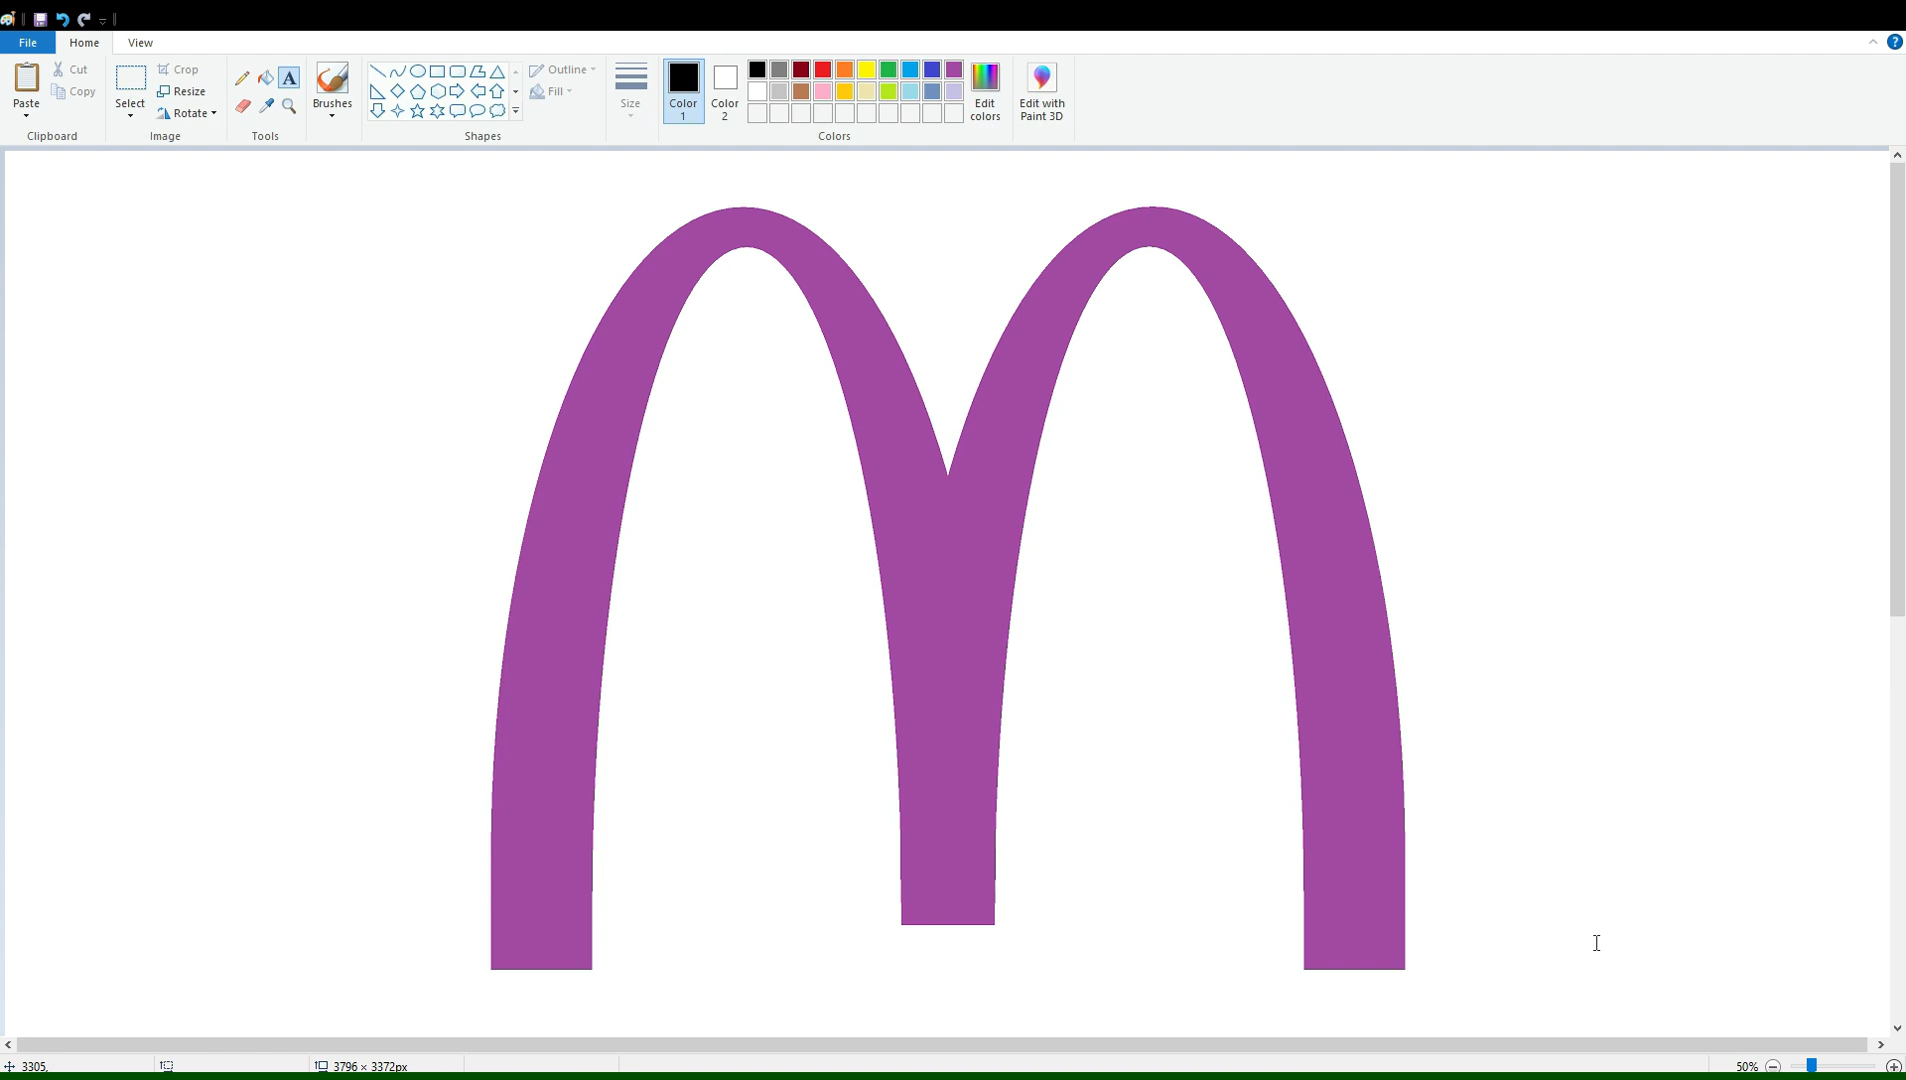 File Home View
Paste Cut Copy
Clipboard
Select Crop Resize Rotate
Image
A
Tools
Brushes
Shapes
Outline
Fill
Size
Color 1
Color 2
Edit colors
Colors
Edit with Paint 3D
?
3305,
3796 × 3372px
50%